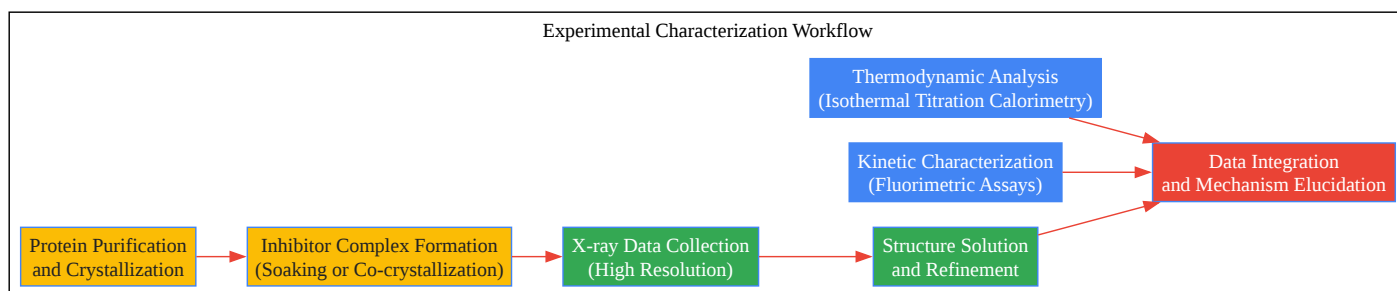 Experimental Characterization Workflow
Thermodynamic Analysis
(Isothermal Titration Calorimetry)
Kinetic Characterization
(Fluorimetric Assays)
Data Integration
and Mechanism Elucidation
Protein Purification
and Crystallization
Inhibitor Complex Formation
(Soaking or Co-crystallization)
X-ray Data Collection
(High Resolution)
Structure Solution
and Refinement